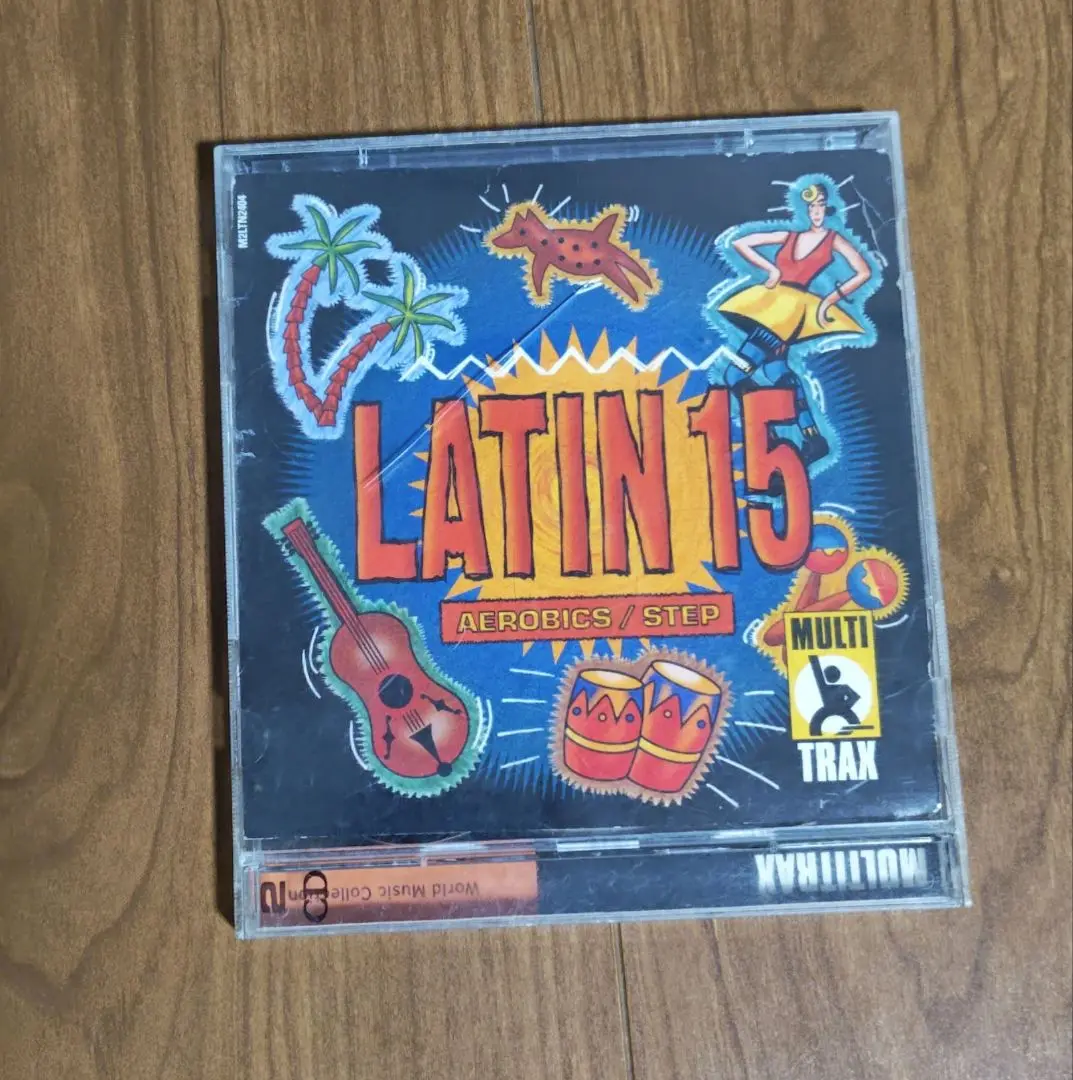 M2LTN2404
LATIN 15
AEROBICS / STEP
MULTI
TRAX
MULTITRAX
World Music Collection
2 CD